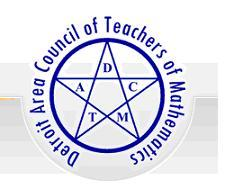 Detroit Area Council of Teachers of Mathematics
D
A C
T M